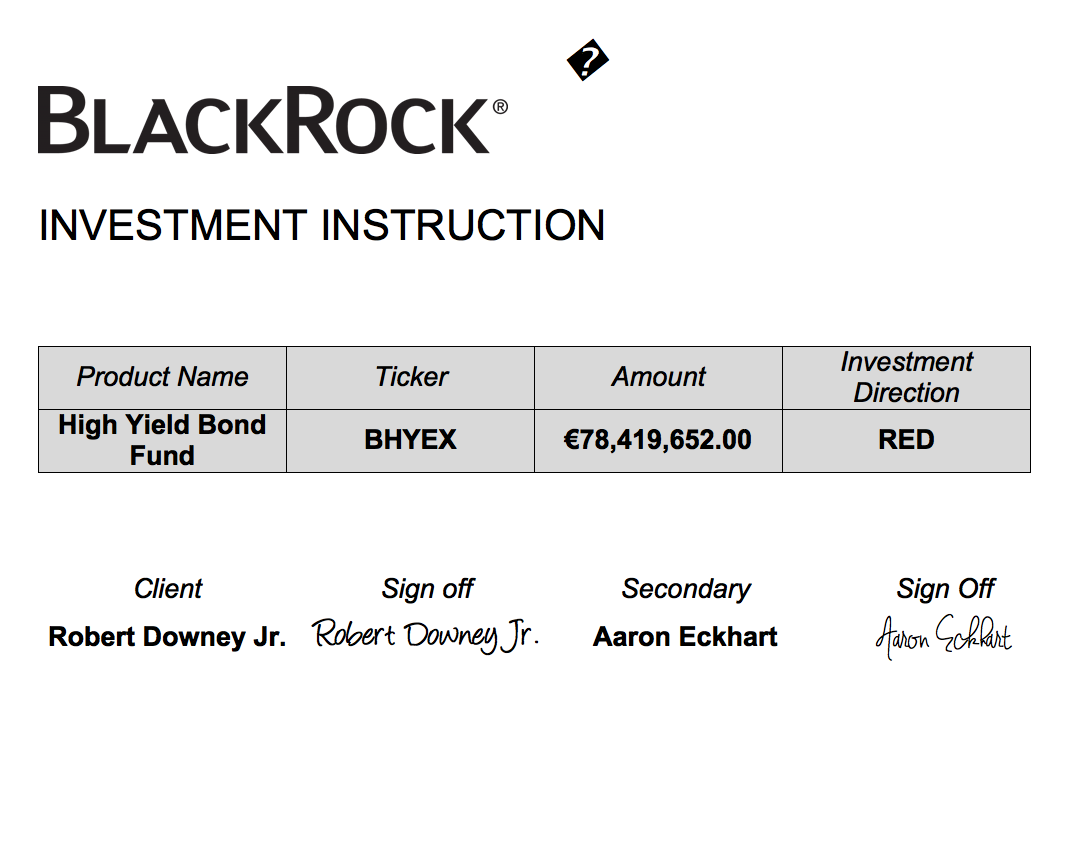 �
BLACKROCK®
INVESTMENT INSTRUCTION
Product Name Ticker Amount Investment Direction
High Yield Bond Fund BHYEX €78,419,652.00 RED
Client Sign off Secondary Sign Off
Robert Downey Jr. Robert Downey Jr. Aaron Eckhart Aaron Eckhart